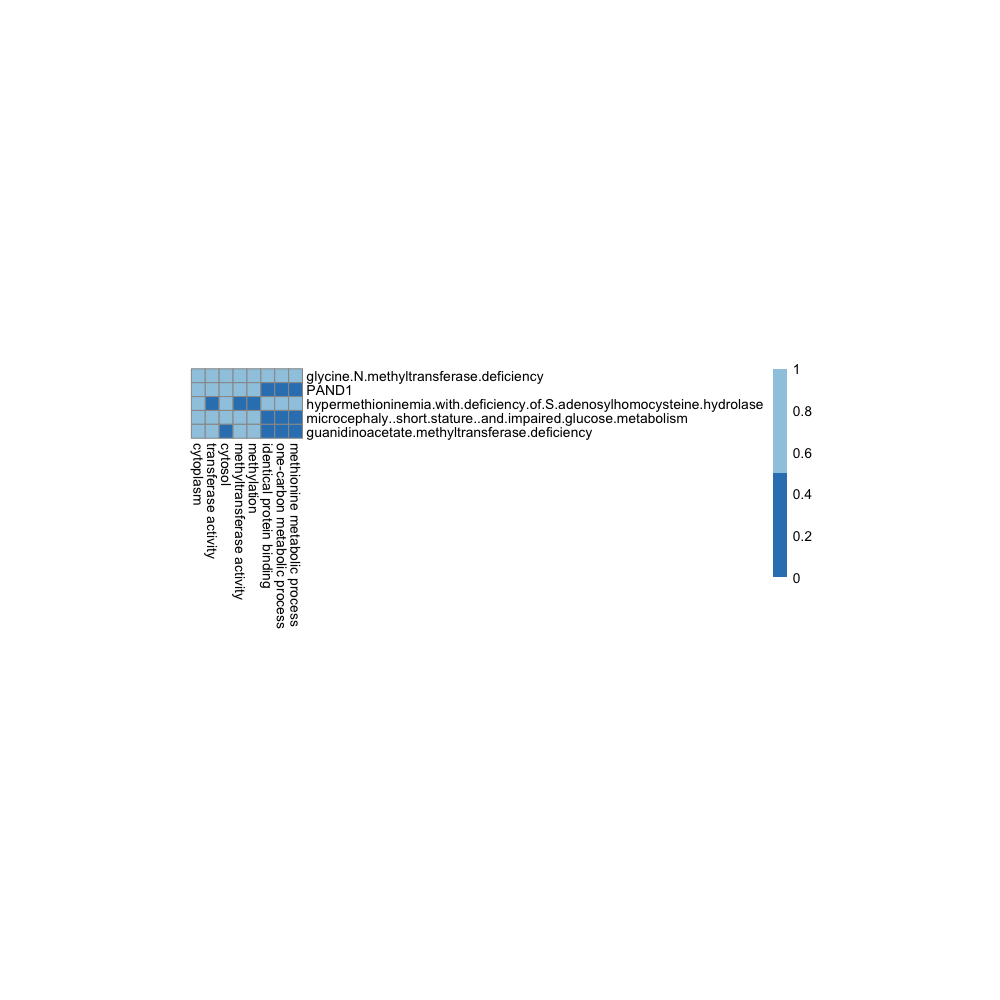 glycine.N.methyltransferase.deficiency
PAND1
hypermethioninemia.with.deficiency.of.S.adenosylhomocysteine.hydrolase
microcephaly..short.stature..and.impaired.glucose.metabolism
guanidinoacetate.methyltransferase.deficiency
cytoplasm
transferase activity
cytosol
methyltransferase activity
methylation
identical protein binding
one-carbon metabolic process
methionine metabolic process
1
0.8
0.6
0.4
0.2
0